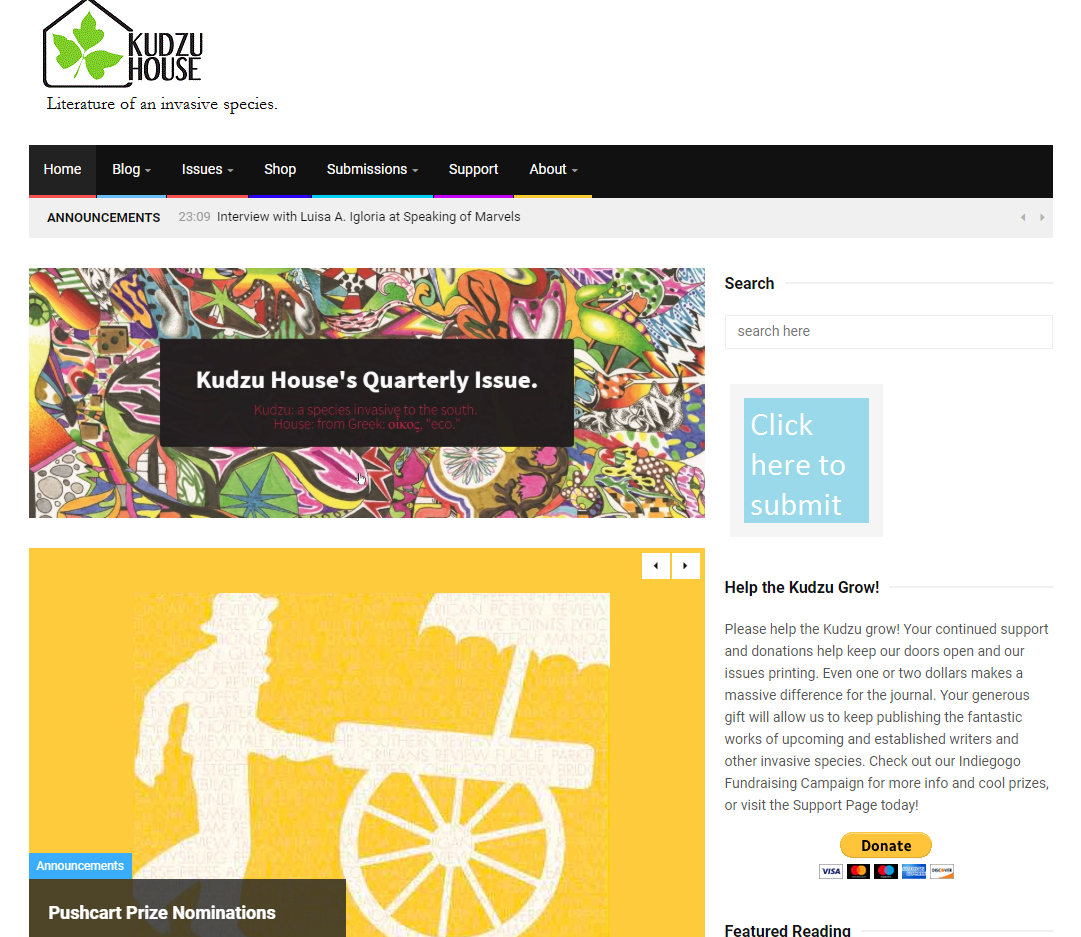 KUDZU
HOUSE
Literature of an invasive species.
Home Blog Issues Shop Submissions Support About
ANNOUNCEMENTS 23:09 Interview with Luisa A. Igloria at Speaking of Marvels
Kudzu House's Quarterly Issue.
Kudzu: a species invasive to the south.
House: from Greek: οἶκος, "eco."
Announcements
Pushcart Prize Nominations
Search
search here
Click
here to
submit
Help the Kudzu Grow!
Please help the Kudzu grow! Your continued support
and donations help keep our doors open and our
issues printing. Even one or two dollars makes a
massive difference for the journal. Your generous
gift will allow us to keep publishing the fantastic
works of upcoming and established writers and
other invasive species. Check out our Indiegogo
Fundraising Campaign for more info and cool prizes,
or visit the Support Page today!
Donate
VISA DISCOVER
Featured Reading